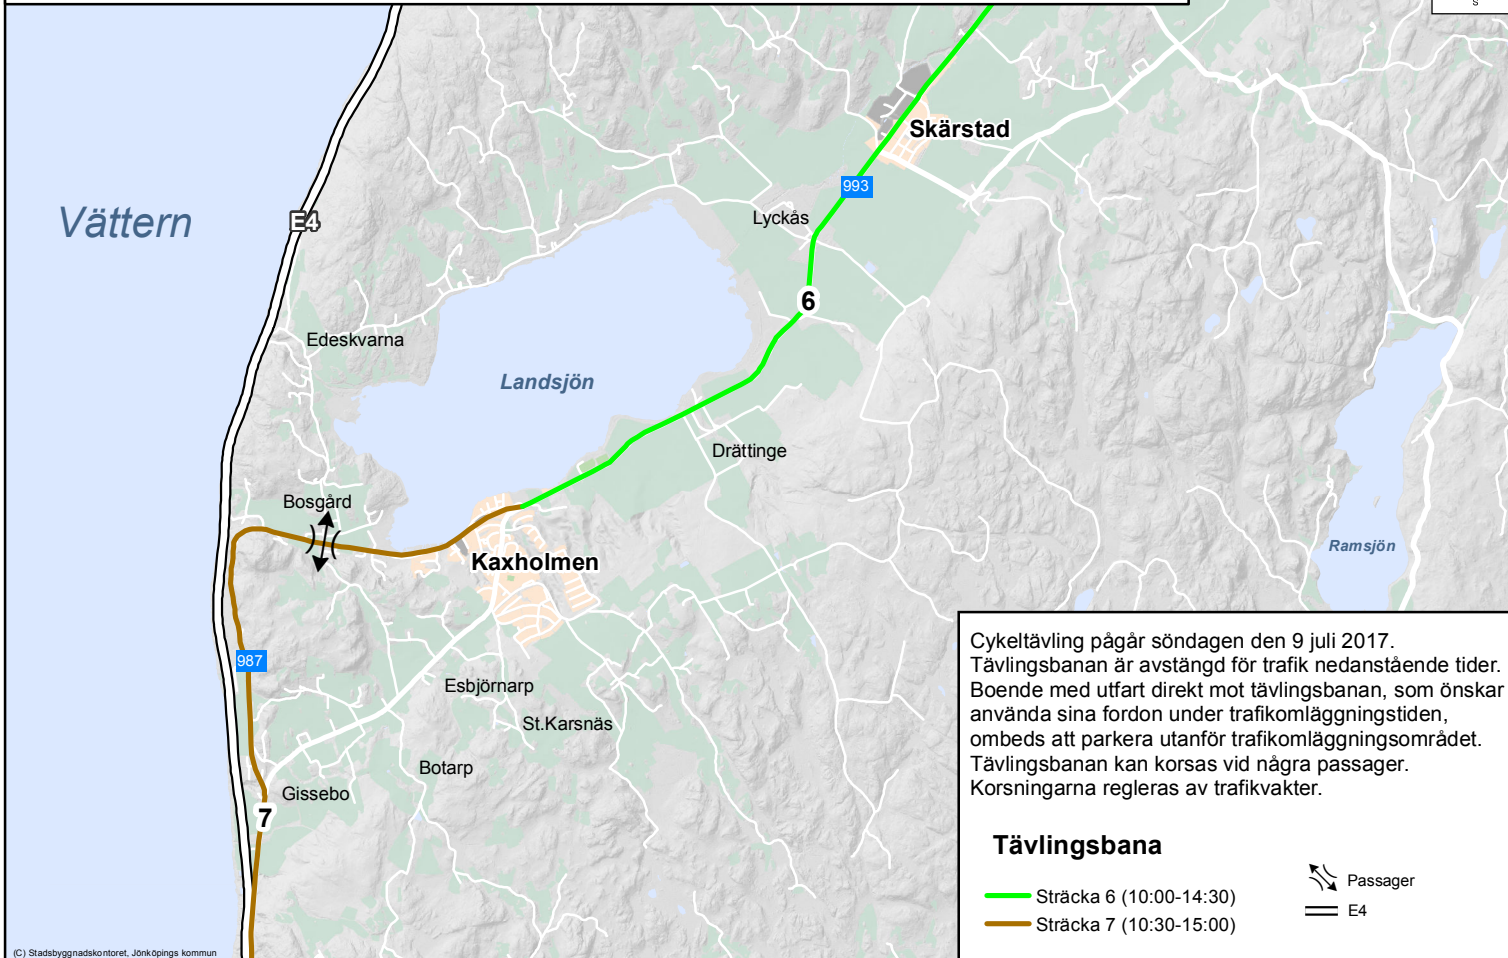 S
Skärstad
993
Vättern
E4
Lyckås
6
Edeskvarna
Landsjön
Drättinge
Bosgård
Ramsjön
Kaxholmen
987
Esbjörnarp
St.Karsnäs
Botarp
Gissebo
7
Cykeltävling pågår söndagen den 9 juli 2017.
Tävlingsbanan är avstängd för trafik nedanstående tider.
Boende med utfart direkt mot tävlingsbanan, som önskar
använda sina fordon under trafikomläggningstiden,
ombeds att parkera utanför trafikomläggningsområdet.
Tävlingsbanan kan korsas vid några passager.
Korsningarna regleras av trafikvakter.
Tävlingsbana
Sträcka 6 (10:00-14:30)
Sträcka 7 (10:30-15:00)
Passager
E4
(C) Stadsbyggnadskontoret, Jönköpings kommun